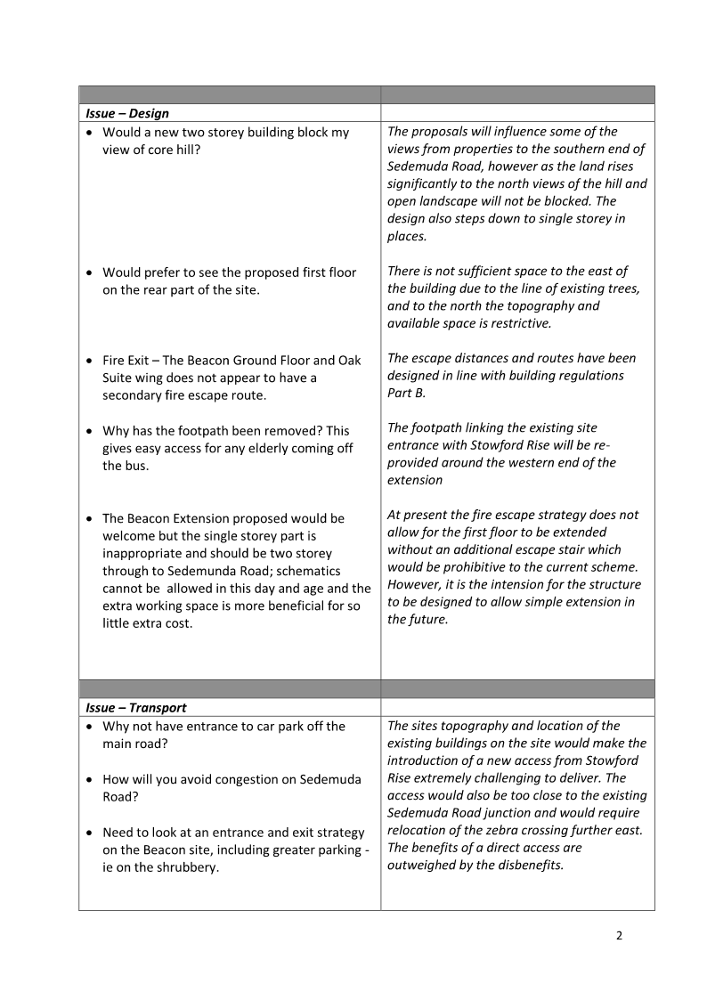 Issue – Design
• Would a new two storey building block my
view of core hill?
The proposals will influence some of the
views from properties to the southern end of
Sedemuda Road, however as the land rises
significantly to the north views of the hill and
open landscape will not be blocked. The
design also steps down to single storey in
places.
• Would prefer to see the proposed first floor
on the rear part of the site.
There is not sufficient space to the east of
the building due to the line of existing trees,
and to the north the topography and
available space is restrictive.
• Fire Exit – The Beacon Ground Floor and Oak
Suite wing does not appear to have a
secondary fire escape route.
The escape distances and routes have been
designed in line with building regulations
Part B.
• Why has the footpath been removed? This
gives easy access for any elderly coming off
the bus.
The footpath linking the existing site
entrance with Stowford Rise will be re-
provided around the western end of the
extension
• The Beacon Extension proposed would be
welcome but the single storey part is
inappropriate and should be two storey
through to Sedemunda Road; schematics
cannot be  allowed in this day and age and the
extra working space is more beneficial for so
little extra cost.
At present the fire escape strategy does not
allow for the first floor to be extended
without an additional escape stair which
would be prohibitive to the current scheme.
However, it is the intention for the structure
to be designed to allow simple extension in
the future.
Issue – Transport
• Why not have entrance to car park off the
main road?
• How will you avoid congestion on Sedemuda
Road?
• Need to look at an entrance and exit strategy
on the Beacon site, including greater parking -
ie on the shrubbery.
The sites topography and location of the
existing buildings on the site would make the
introduction of a new access from Stowford
Rise extremely challenging to deliver. The
access would also be too close to the existing
Sedemuda Road junction and would require
relocation of the zebra crossing further east.
The benefits of a direct access are
outweighed by the disbenefits.
2